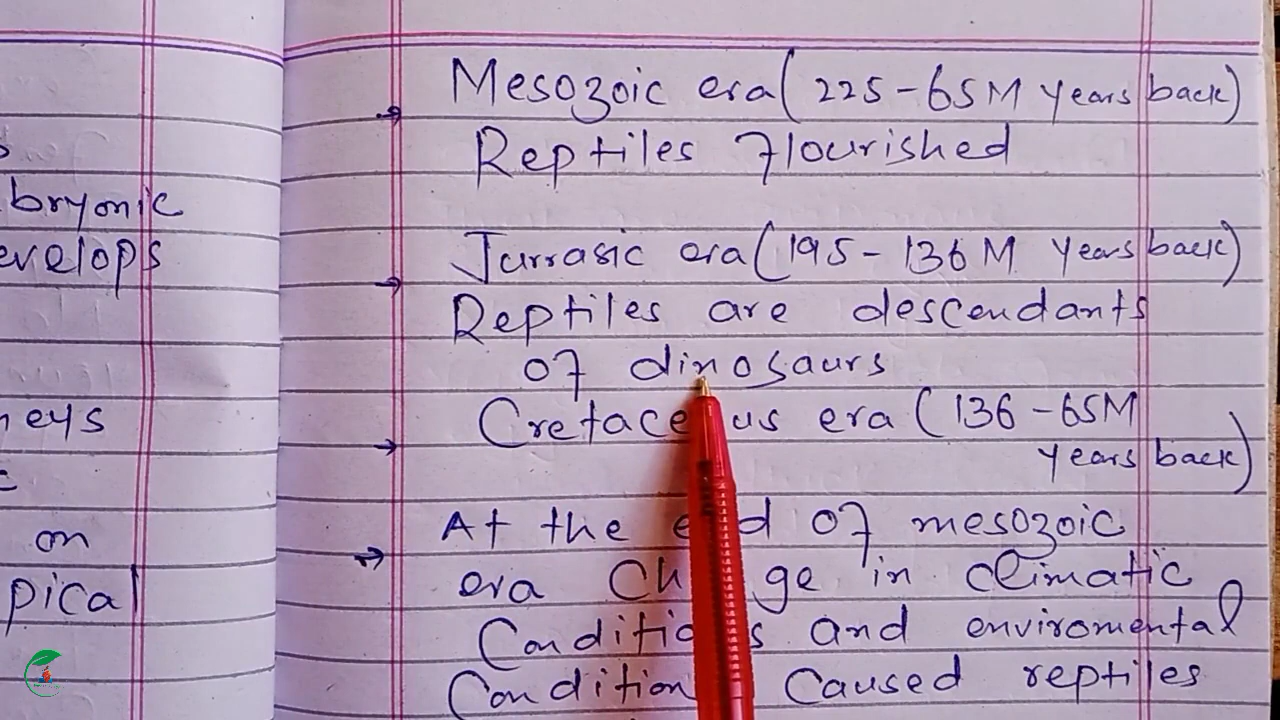 bryonic
evelops
eys
on
pical
Mesozoic era (225-65M years back)
Reptiles flourished
Jurrasic era (195-136M years back)
Reptiles are descendants
of dinosaurs
Cretace us era (136-65M
years back)
At the e d of mesozoic
era Ch ge in climatic
Conditio s and enviromental
Condition Caused reptiles